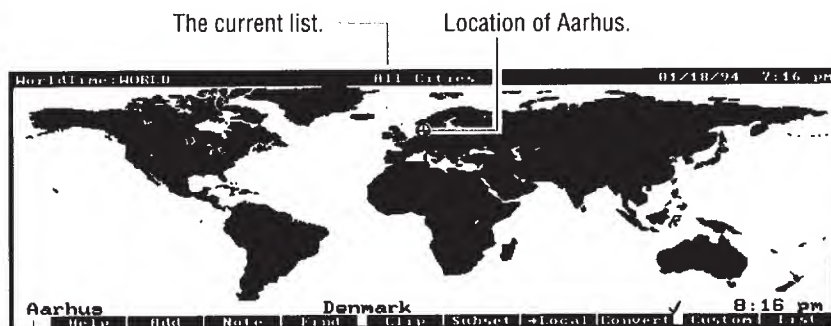 The current list. Location of Aarhus.
WorldTime:WORLD All Cities 01/18/94 7:16 pm
Aarhus Denmark √ 8:16 pm
Help Add Note Find Clip Subset →Local Convert Custom List